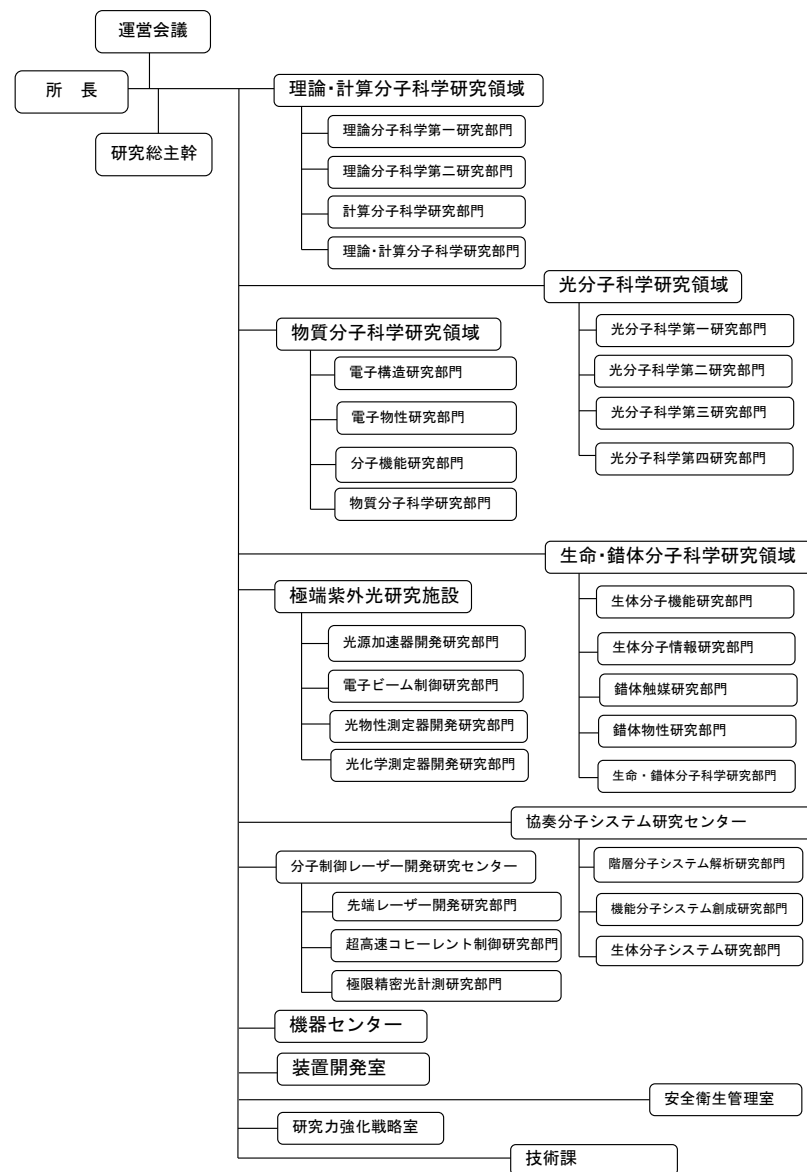 運営会議
所　長
研究総主幹
理論・計算分子科学研究領域
理論分子科学第一研究部門
理論分子科学第二研究部門
計算分子科学研究部門
理論・計算分子科学研究部門
光分子科学研究領域
光分子科学第一研究部門
光分子科学第二研究部門
光分子科学第三研究部門
光分子科学第四研究部門
物質分子科学研究領域
電子構造研究部門
電子物性研究部門
分子機能研究部門
物質分子科学研究部門
生命・錯体分子科学研究領域
生体分子機能研究部門
生体分子情報研究部門
錯体触媒研究部門
錯体物性研究部門
生命・錯体分子科学研究部門
極端紫外光研究施設
光源加速器開発研究部門
電子ビーム制御研究部門
光物性測定器開発研究部門
光化学測定器開発研究部門
協奏分子システム研究センター
階層分子システム解析研究部門
機能分子システム創成研究部門
生体分子システム研究部門
分子制御レーザー開発研究センター
先端レーザー開発研究部門
超高速コヒーレント制御研究部門
極限精密光計測研究部門
機器センター
装置開発室
安全衛生管理室
研究力強化戦略室
技術課